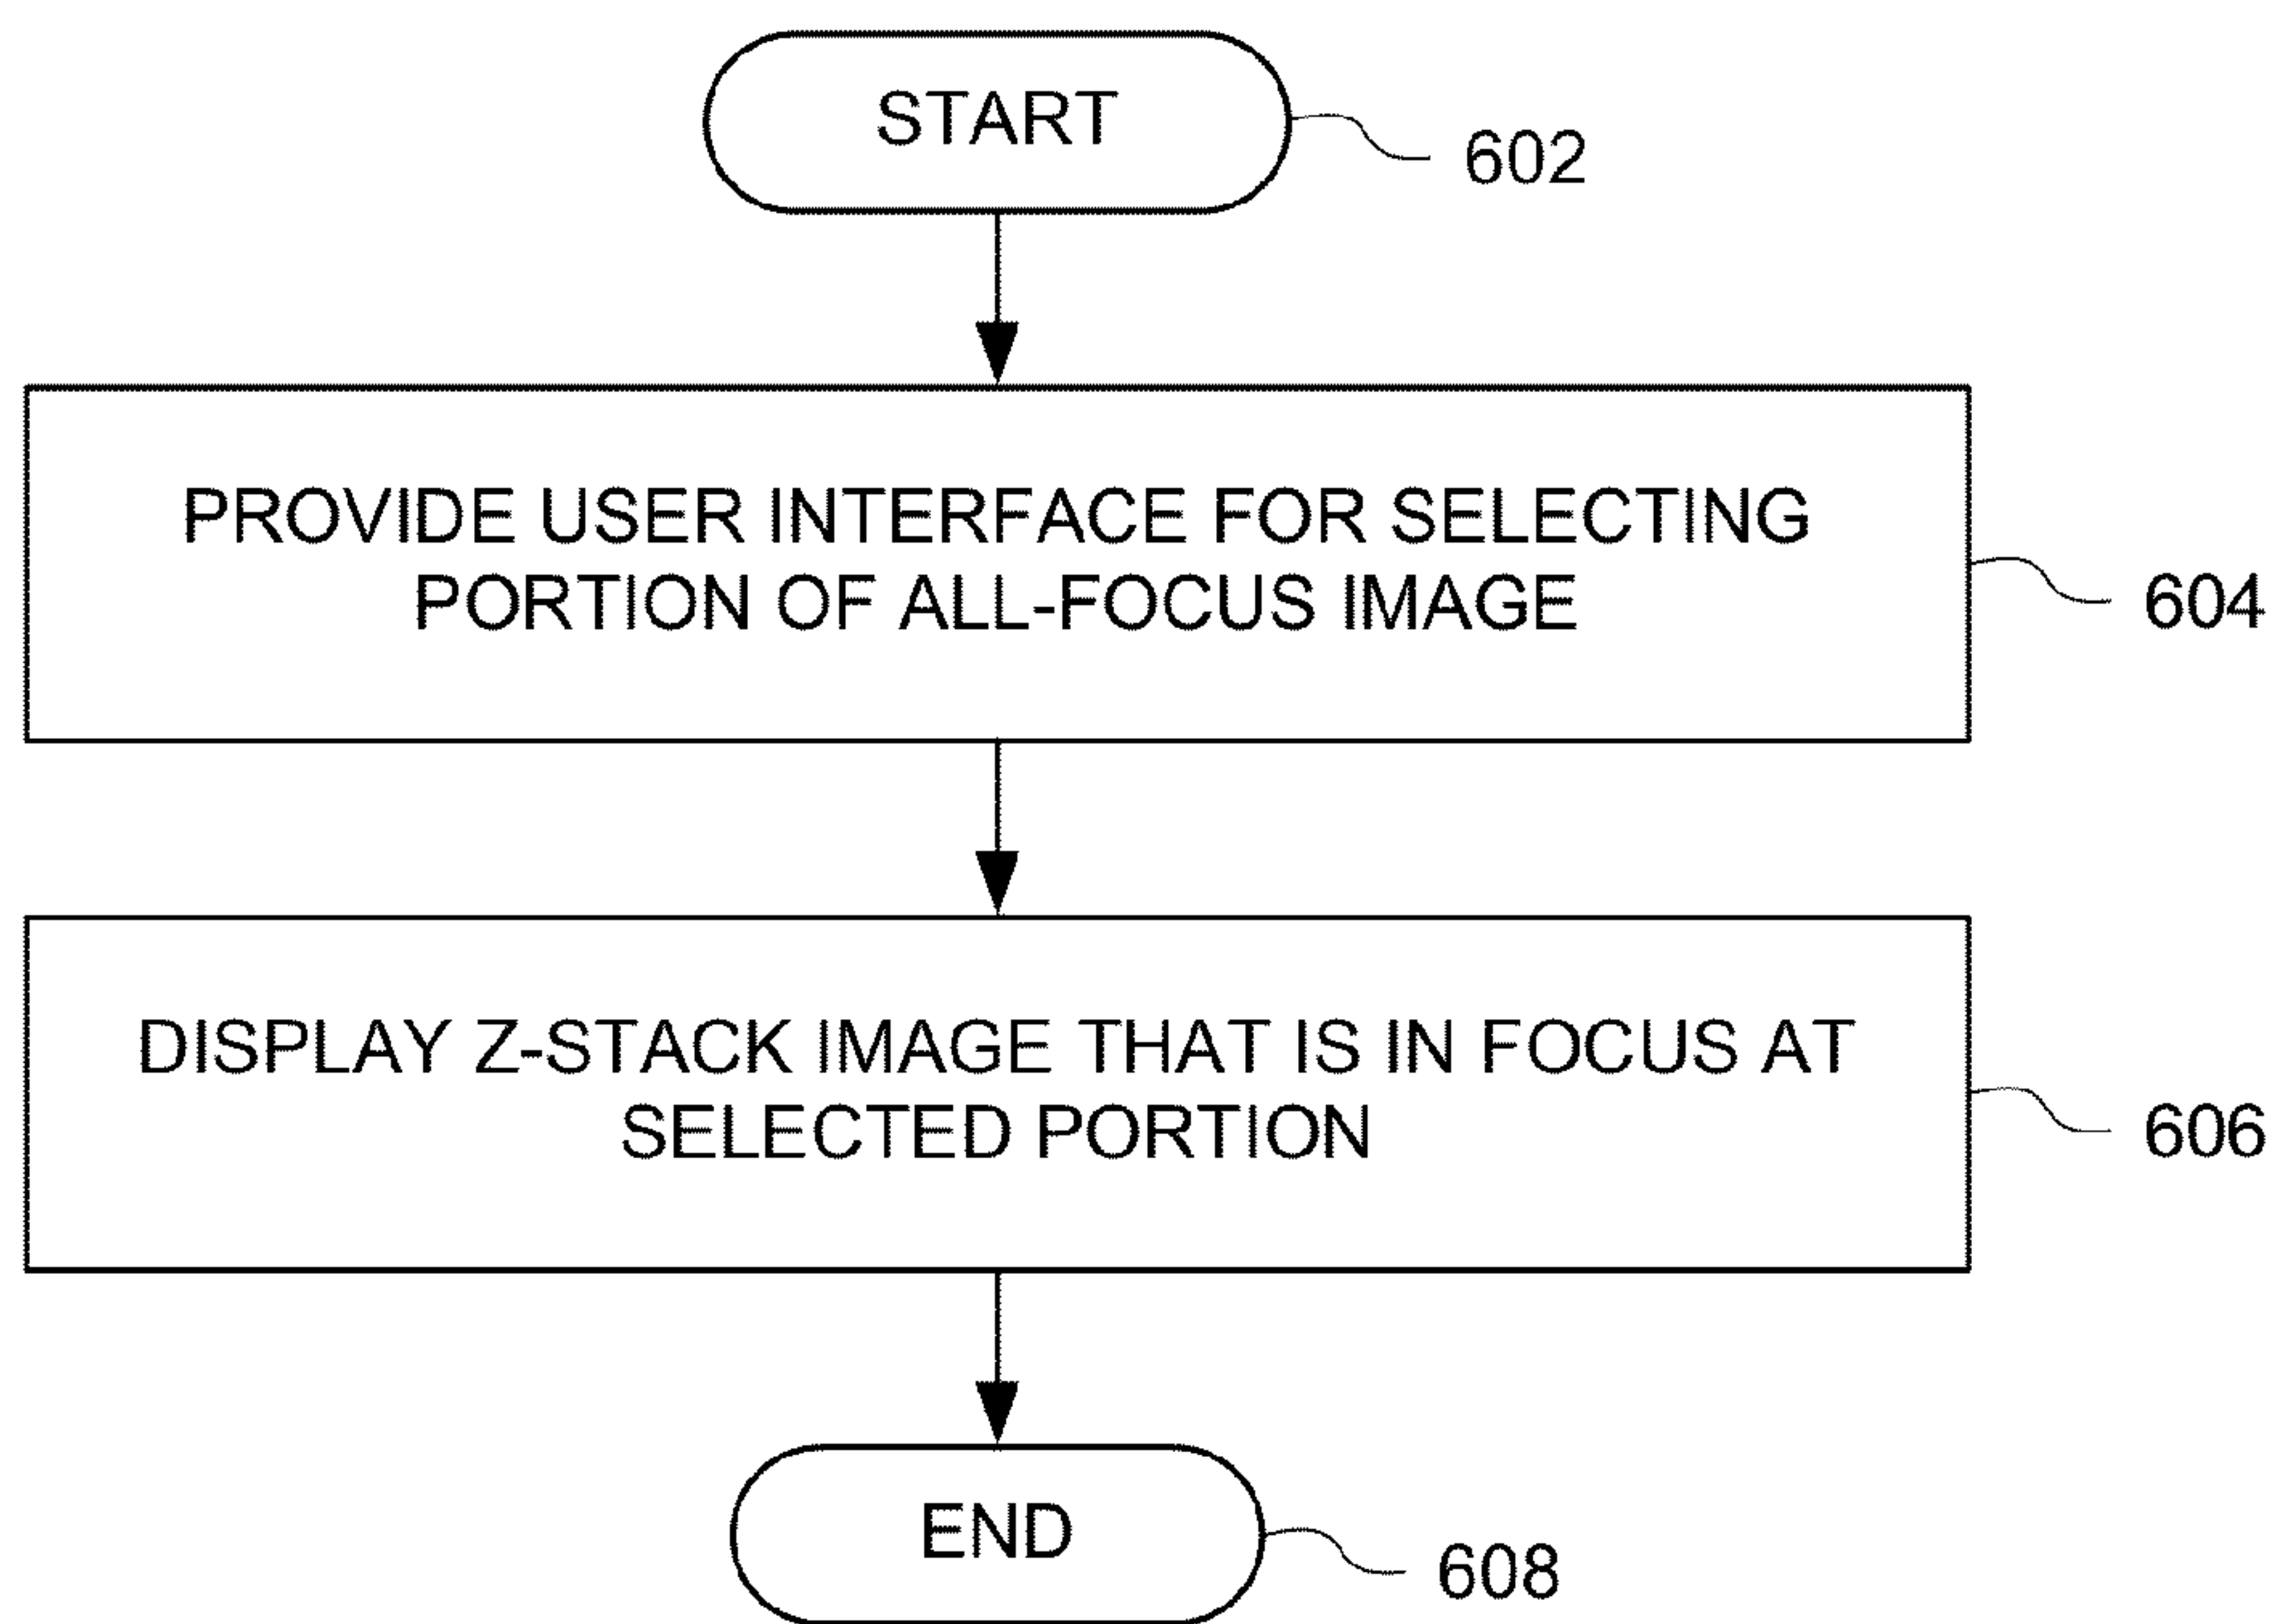 START
602
PROVIDE USER INTERFACE FOR SELECTING
PORTION OF ALL-FOCUS IMAGE
604
DISPLAY Z-STACK IMAGE THAT IS IN FOCUS AT
SELECTED PORTION
606
END
608